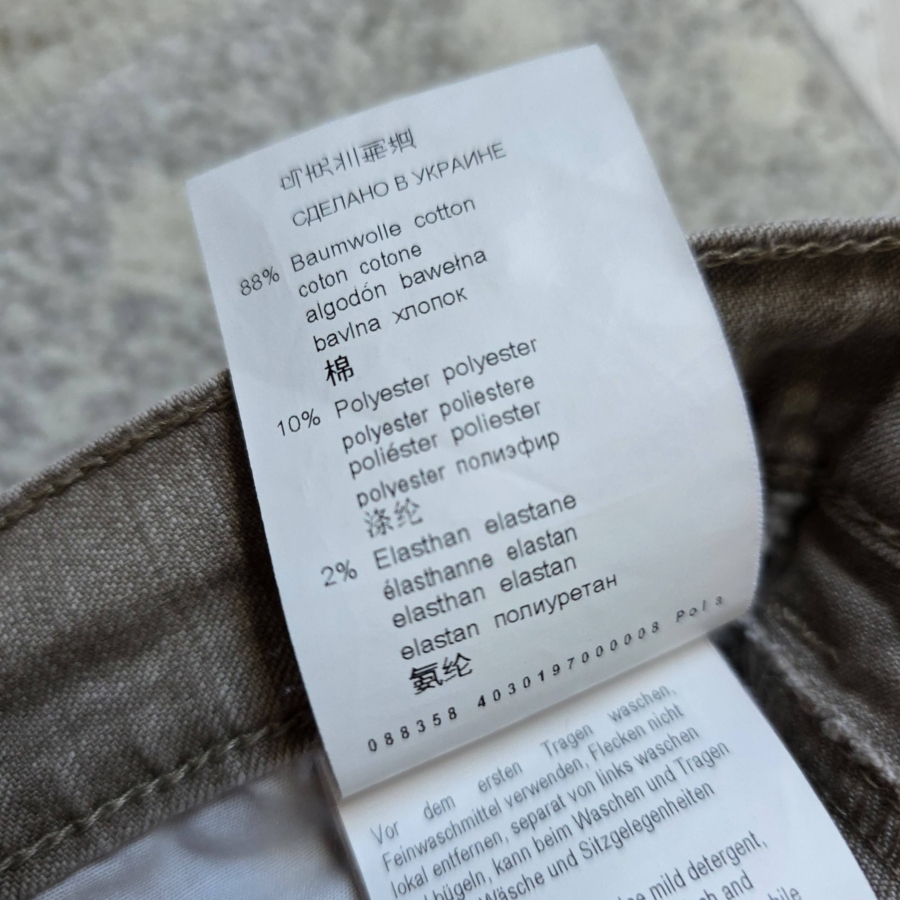 СДЕЛАНО В УКРАИНЕ
88% Baumwolle cotton
coton cotone
algodón bawełna
bavlna хлопок
棉
10% Polyester polyester
polyester poliestere
poliéster poliester
polyester полиэфир
涤纶
2% Elasthan elastane
élasthanne elastan
elasthan elastan
elastan полиуретан
氨纶
088358 4030197000008 Pola
Vor dem ersten Tragen waschen,
Feinwaschmittel verwenden, Flecken nicht
lokal entfernen, separat von links waschen
bügeln, kann beim Waschen und Tragen
Wäsche und Sitzgelegenheiten
mild detergent,
and